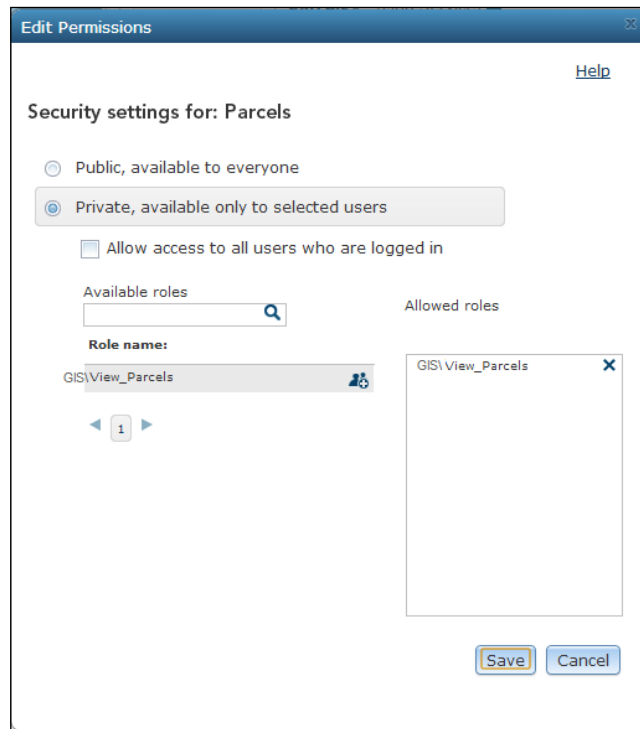 Edit Permissions
Help
Security settings for: Parcels
Public, available to everyone
Private, available only to selected users
Allow access to all users who are logged in
Available roles
Allowed roles
Role name:
GIS\View_Parcels
GIS\View_Parcels
1
Save
Cancel